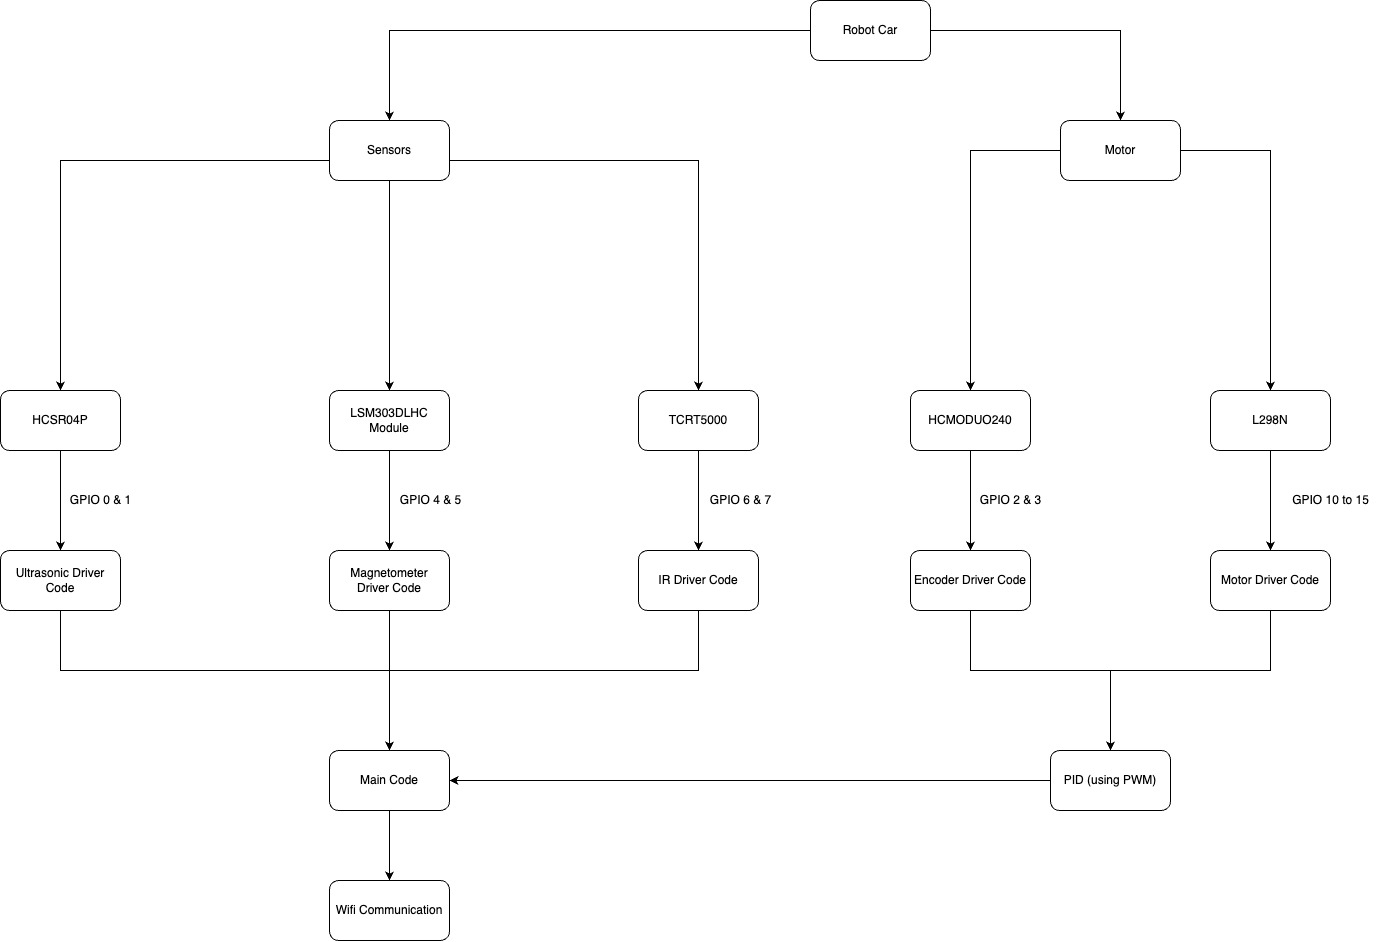 Robot Car
Sensors
Motor
HCSR04P
LSM303DLHC
Module
TCRT5000
HCMODUO240
L298N
GPIO 0 & 1
GPIO 4 & 5
GPIO 6 & 7
GPIO 2 & 3
GPIO 10 to 15
Ultrasonic Driver
Code
Magnetometer
Driver Code
IR Driver Code
Encoder Driver Code
Motor Driver Code
Main Code
PID (using PWM)
Wifi Communication